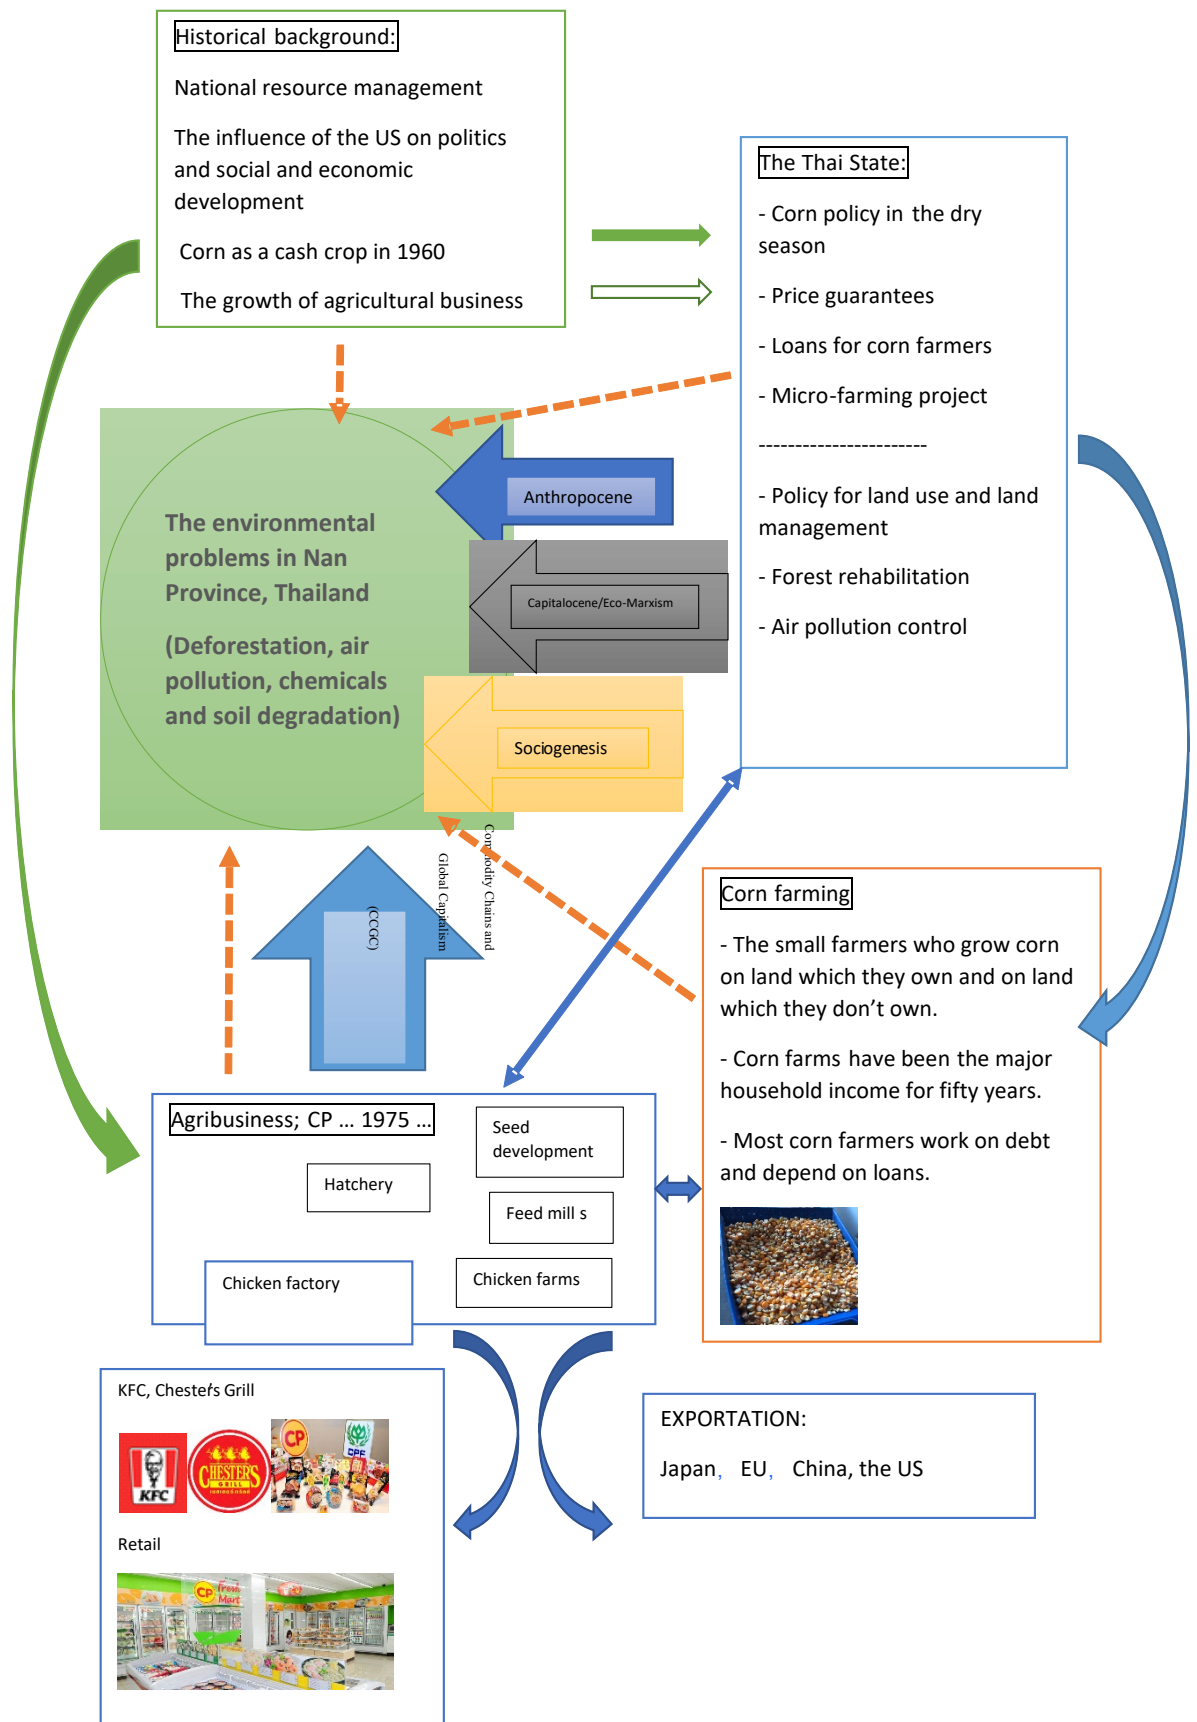 Historical background:
National resource management
The influence of the US on politics
and social and economic
development
Corn as a cash crop in 1960
The growth of agricultural business
The Thai State:
- Corn policy in the dry
season
- Price guarantees
- Loans for corn farmers
- Micro-farming project
-----------------------
- Policy for land use and land
management
- Forest rehabilitation
- Air pollution control
The environmental
problems in Nan
Province, Thailand
(Deforestation, air
pollution, chemicals
and soil degradation)
Anthropocene
Capitalocene/Eco-Marxism
Sociogenesis
Commodity Chains and
Global Capitalism
(CCGC)
Corn farming
- The small farmers who grow corn
on land which they own and on land
which they don’t own.
- Corn farms have been the major
household income for fifty years.
- Most corn farmers work on debt
and depend on loans.
Agribusiness; CP ... 1975 ...
Seed
development
Hatchery
Feed mill s
Chicken farms
Chicken factory
KFC, Chester's Grill
KFC
CHESTER'S
GRILL
CP
CPF
Retail
CP
Fresh
Mart
EXPORTATION:
Japan, EU, China, the US